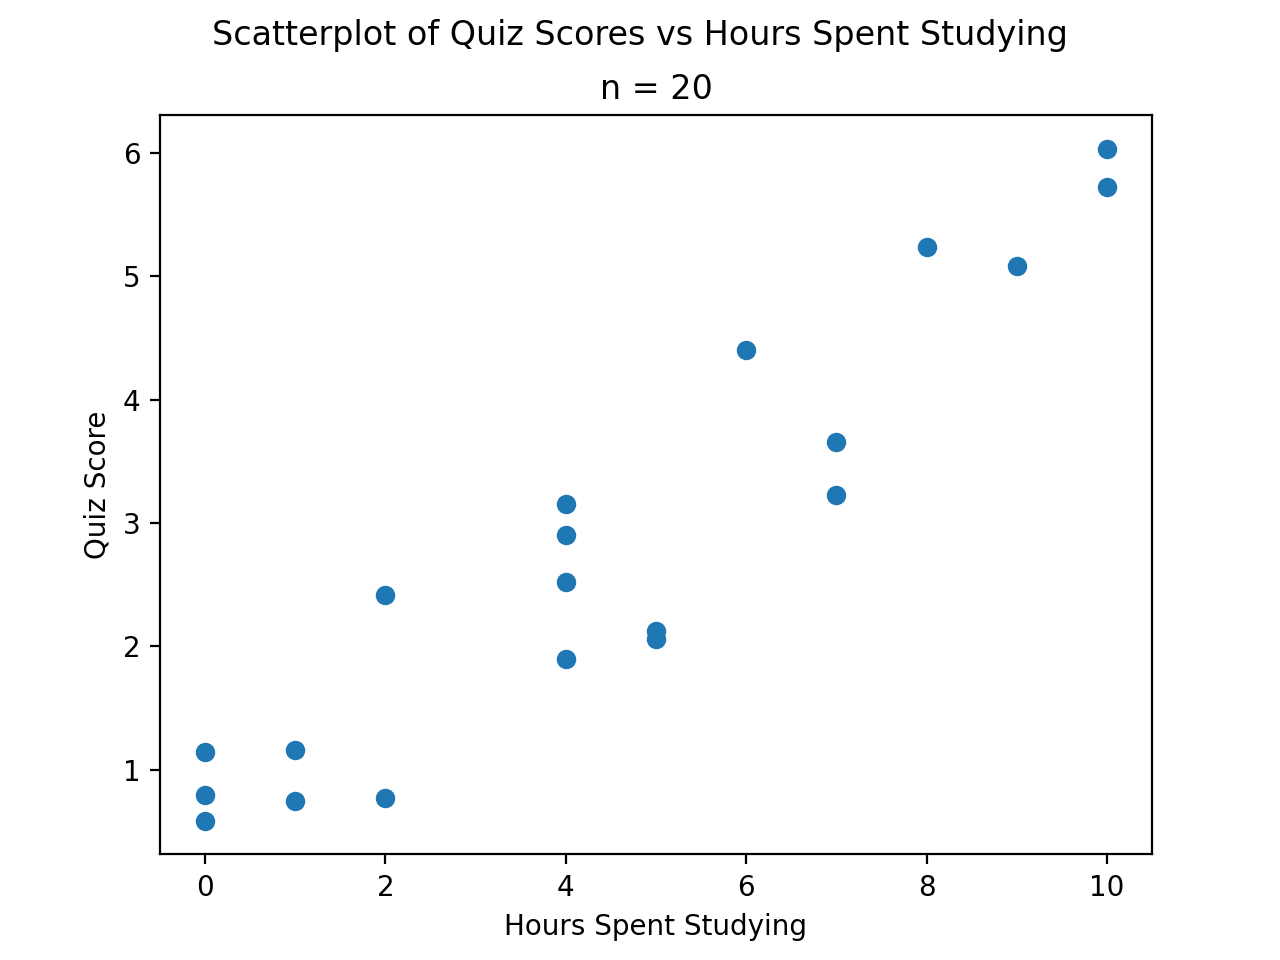 Scatterplot of Quiz Scores vs Hours Spent Studying
n = 20
6
5
4
3
2
1
Quiz Score
0 2 4 6 8 10
Hours Spent Studying